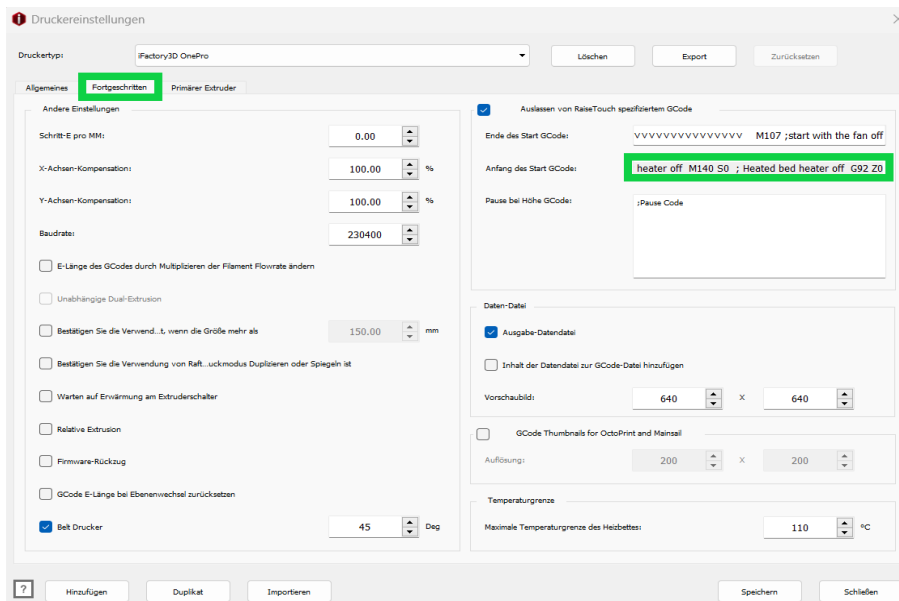 Druckereinstellungen
Druckertyp: iFactory3D OnePro Löschen Export Zurücksetzen
Allgemeines Fortgeschritten Primärer Extruder
Andere Einstellungen
Schritt-E pro MM: 0.00
X-Achsen-Kompensation: 100.00 %
Y-Achsen-Kompensation: 100.00 %
Baudrate: 230400
E-Länge des GCodes durch Multiplizieren der Filament Flowrate ändern
Unabhängige Dual-Extrusion
Bestätigen Sie die Verwend...t, wenn die Größe mehr als 150.00 mm
Bestätigen Sie die Verwendung von Raft...uckmodus Duplizieren oder Spiegeln ist
Warten auf Erwärmung am Extruderschalter
Relative Extrusion
Firmware-Rückzug
GCode E-Länge bei Ebenenwechsel zurücksetzen
Belt Drucker 45 Deg
Auslassen von RaiseTouch spezifiziertem GCode
Ende des Start GCode: VVVVVVVVVVVVVVV M107 ;start with the fan off
Anfang des Start GCode: heater off M140 S0 ; Heated bed heater off G92 Z0
Pause bei Höhe GCode: ;Pause Code
Daten-Datei
Ausgabe-Datendatei
Inhalt der Datendatei zur GCode-Datei hinzufügen
Vorschaubild: 640 X 640
GCode Thumbnails for OctoPrint and Mainsail
Auflösung: 200 X 200
Temperaturgrenze
Maximale Temperaturgrenze des Heizbettes: 110 °C
? Hinzufügen Duplikat Importieren Speichern Schließen